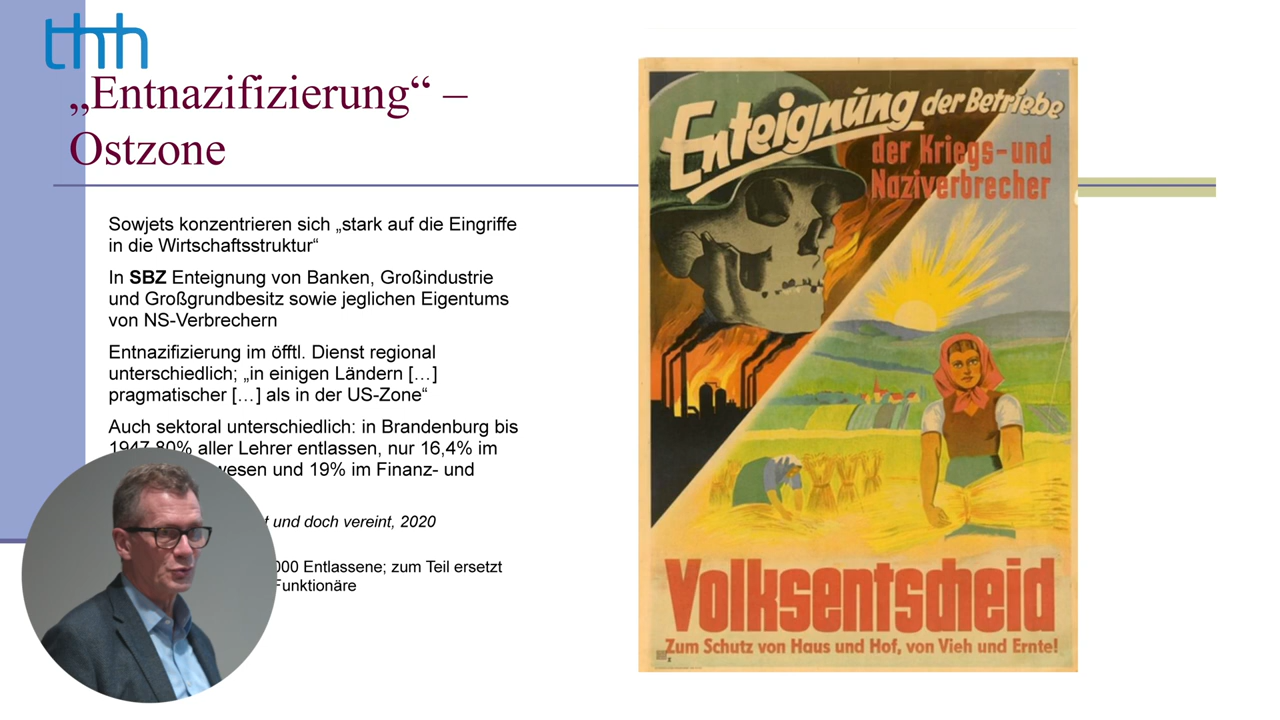 thh
„Entnazifizierung“ –
Ostzone
Sowjets konzentrieren sich „stark auf die Eingriffe
in die Wirtschaftsstruktur“
In SBZ Enteignung von Banken, Großindustrie
und Großgrundbesitz sowie jeglichen Eigentums
von NS-Verbrechern
Entnazifizierung im öfftl. Dienst regional
unterschiedlich; „in einigen Ländern […]
pragmatischer […] als in der US-Zone“
Auch sektoral unterschiedlich: in Brandenburg bis
1947 80% aller Lehrer entlassen, nur 16,4% im
und 19% im Finanz- und
und doch vereint, 2020
Entlassene; zum Teil ersetzt
Funktionäre
Enteignung der Betriebe
der Kriegs- und
Naziverbrecher
Volksentscheid
Zum Schutz von Haus und Hof, von Vieh und Ernte!